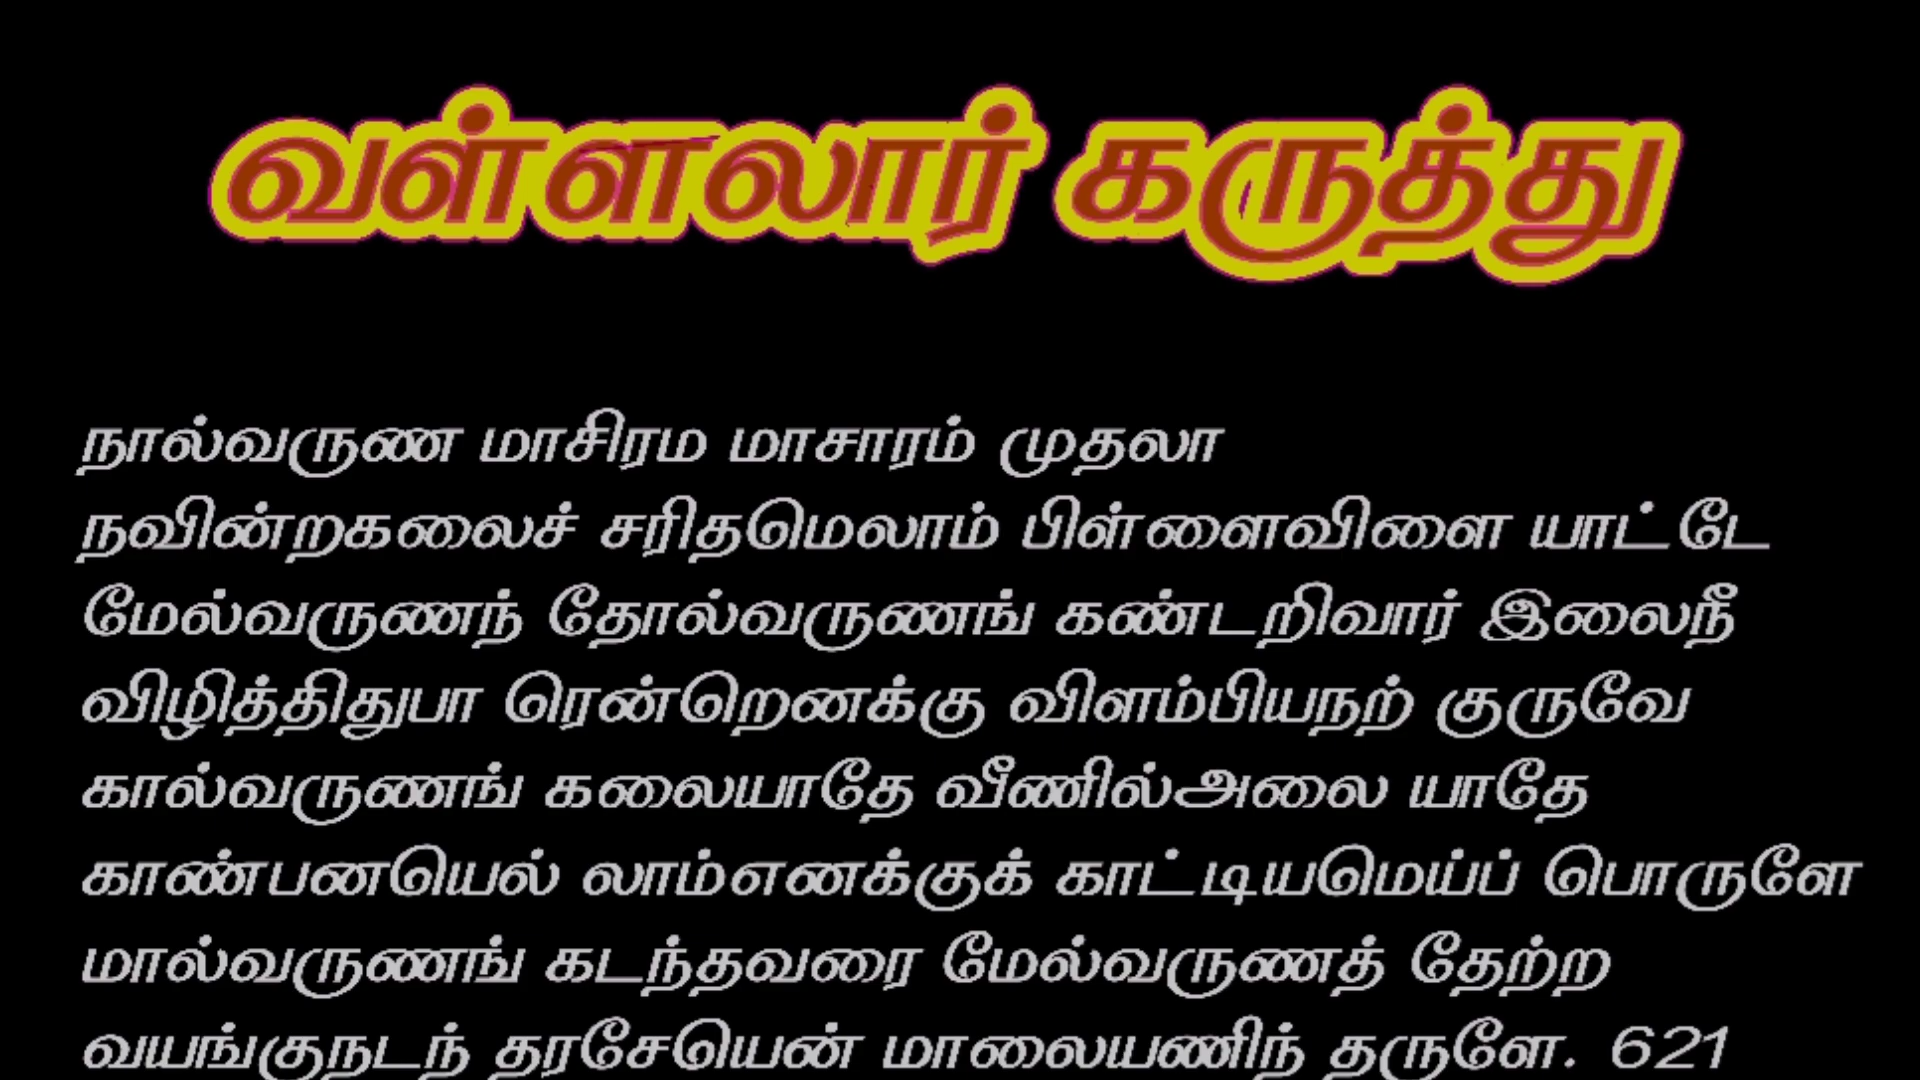 வள்ளலார் கருத்து
நால்வருண மாசிரம மாசாரம் முதலா
நவின்றகலைச் சரிதமெலாம் பிள்ளைவிளை யாட்டே
மேல்வருணந் தோல்வருணங் கண்டறிவார் இலைநீ
விழித்திதுபா ரென்றெனக்கு விளம்பியநற் குருவே
கால்வருணங் கலையாதே வீணில்அலை யாதே
காண்பனயெல் லாம்எனக்குக் காட்டியமெய்ப் பொருளே
மால்வருணங் கடந்தவரை மேல்வருணத் தேற்ற
வயங்குநடந் தரசேயென் மாலையணிந் தருளே. 621